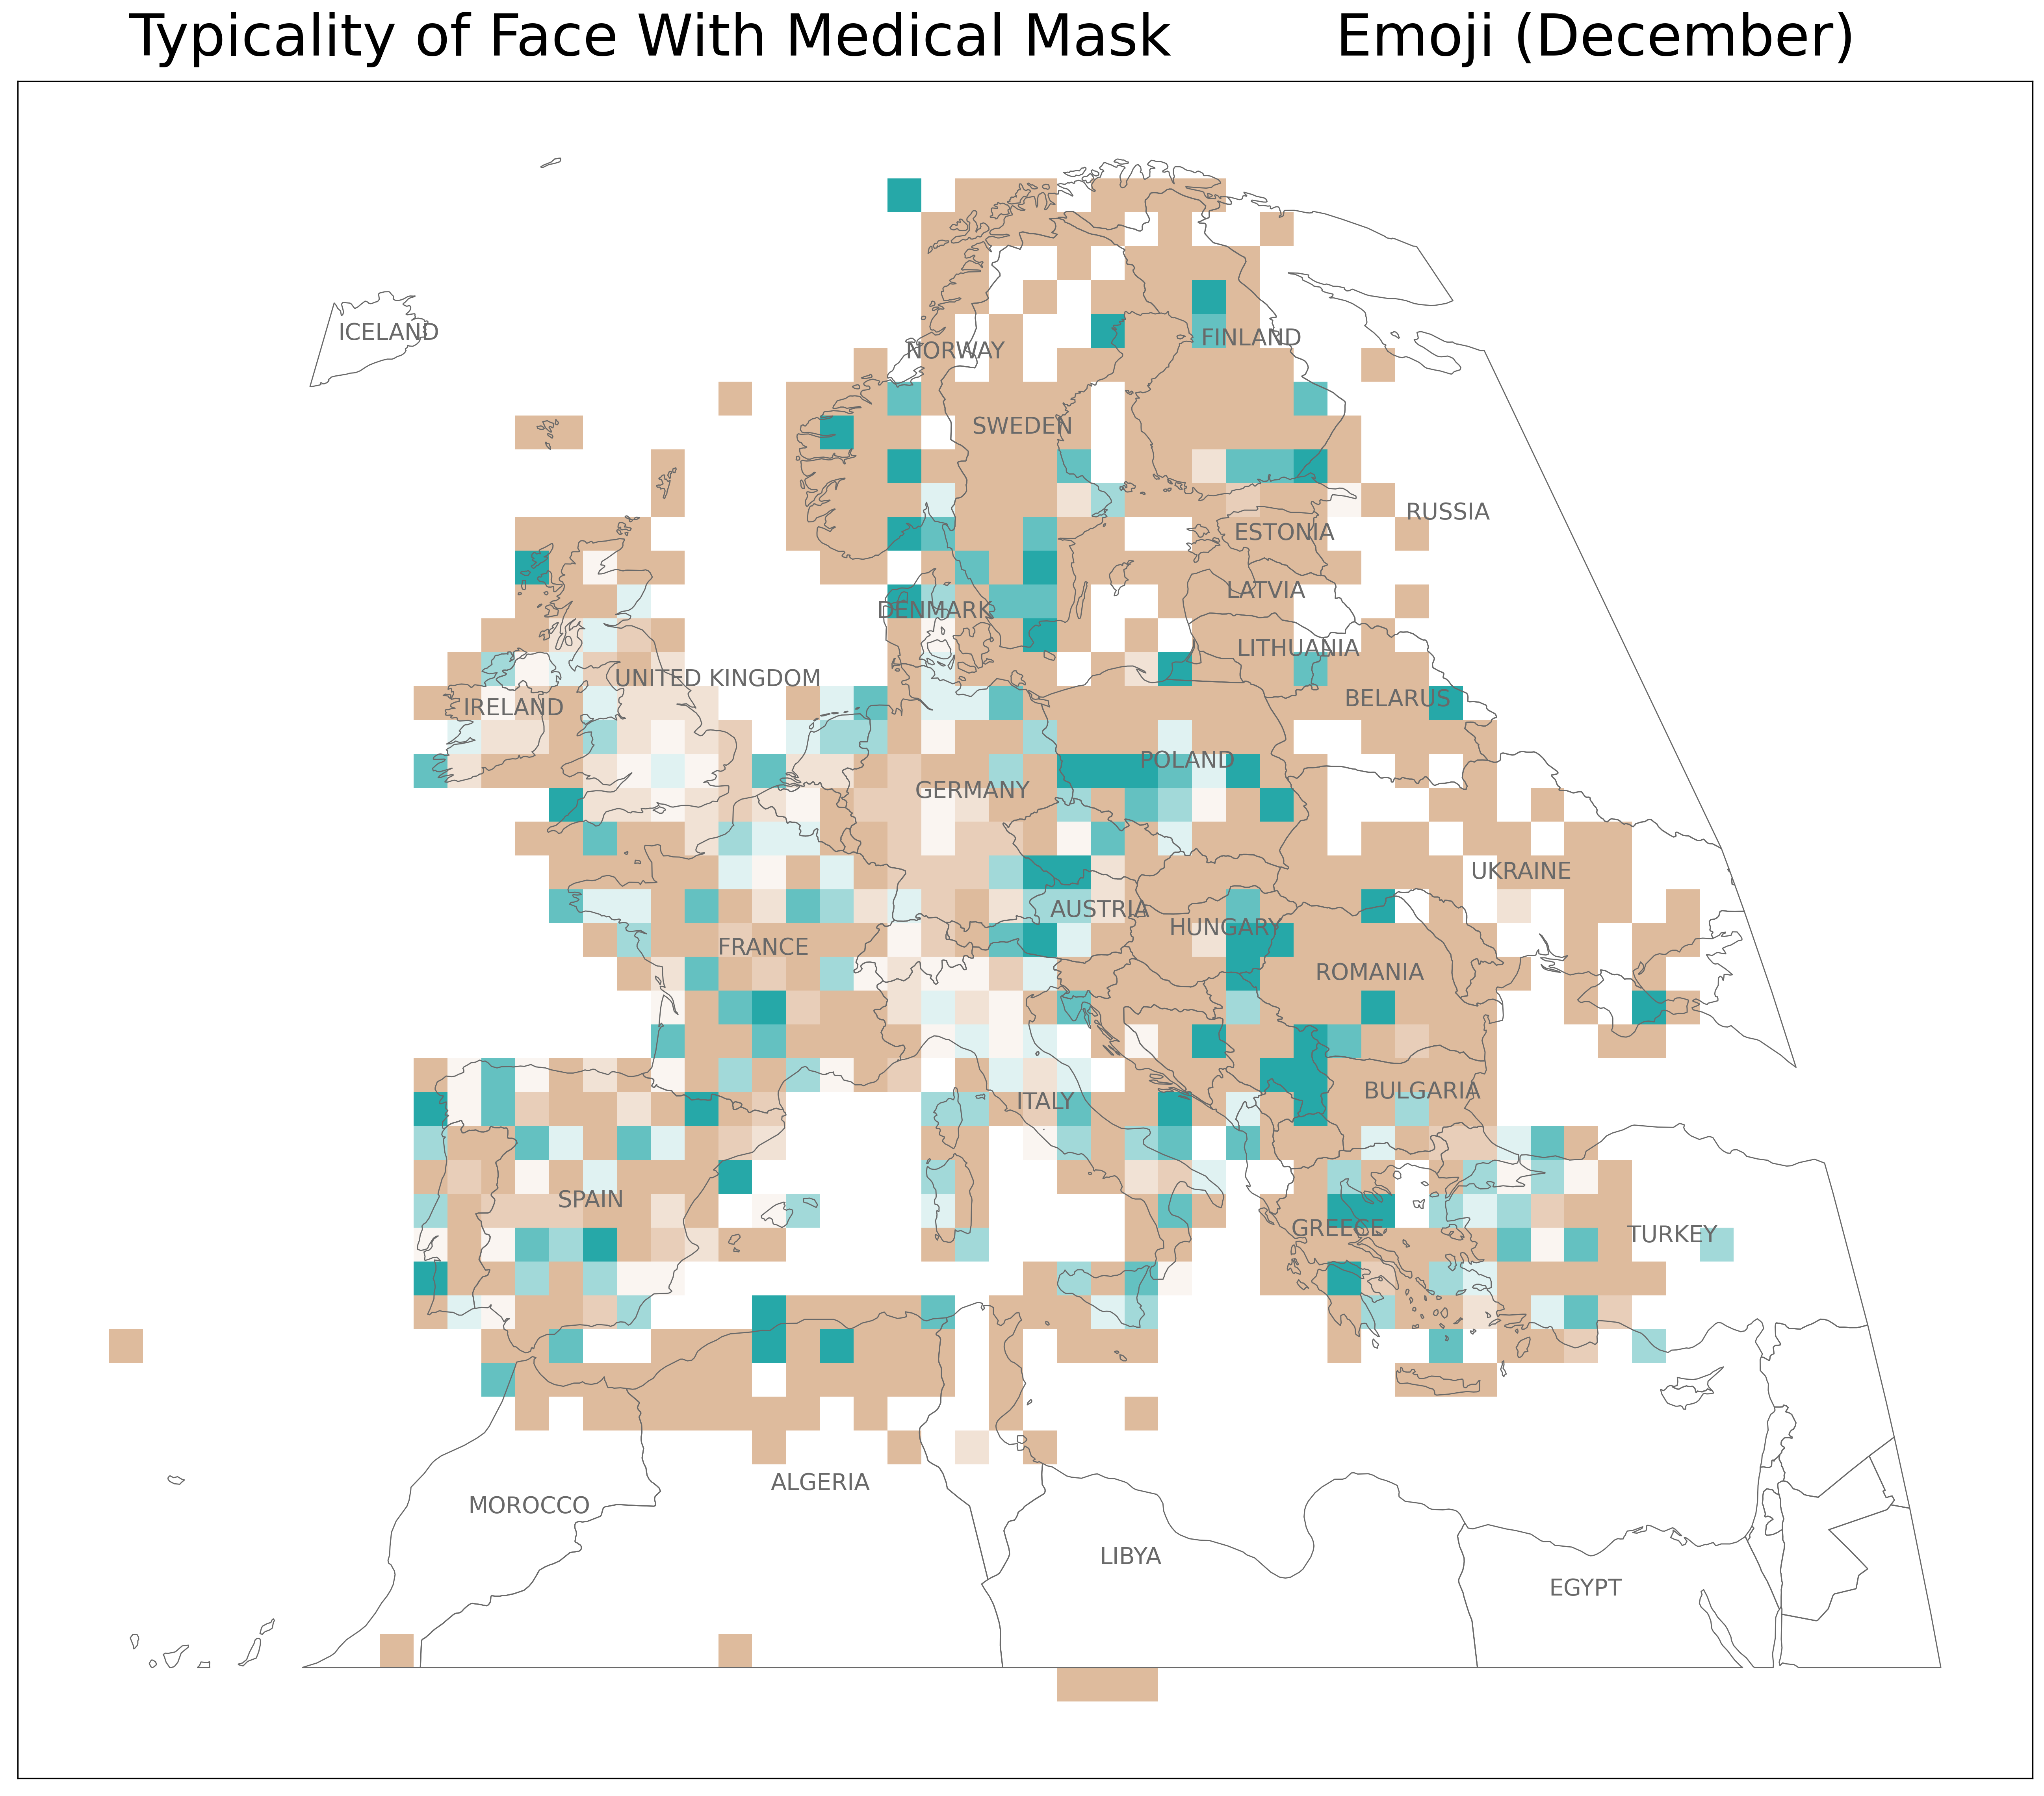 Typicality of Face With Medical Mask Emoji (December)
ICELAND
FINLAND
NORWAY
SWEDEN
RUSSIA
ESTONIA
LATVIA
DENMARK
LITHUANIA
UNITED KINGDOM
BELARUS
IRELAND
POLAND
GERMANY
UKRAINE
AUSTRIA
HUNGARY
FRANCE
ROMANIA
BULGARIA
ITALY
SPAIN
GREECE
TURKEY
ALGERIA
MOROCCO
LIBYA
EGYPT